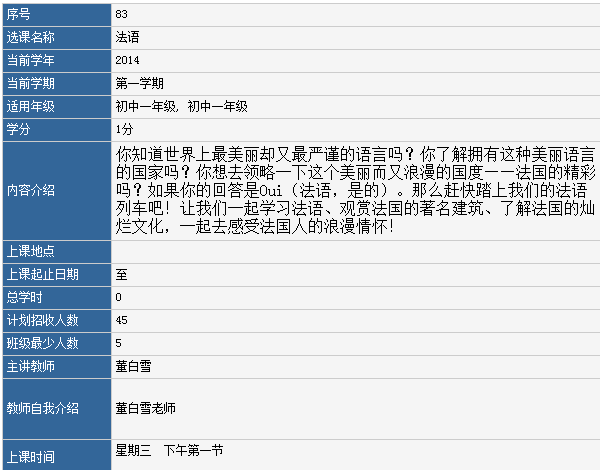 序号 83
选课名称 法语
当前学年 2014
当前学期 第一学期
适用年级 初中一年级, 初中一年级
学分 1分
内容介绍 你知道世界上最美丽却又最严谨的语言吗？你了解拥有这种美丽语言
的国家吗？你想去领略一下这个美丽而又浪漫的国度——法国的精彩
吗？如果你的回答是Oui（法语，是的）。那么赶快踏上我们的法语
列车吧！让我们一起学习法语、观赏法国的著名建筑、了解法国的灿
烂文化，一起去感受法国人的浪漫情怀！
上课地点
上课起止日期 至
总学时 0
计划招收人数 45
班级最少人数 5
主讲教师 董白雪
教师自我介绍 董白雪老师
上课时间 星期三 下午第一节